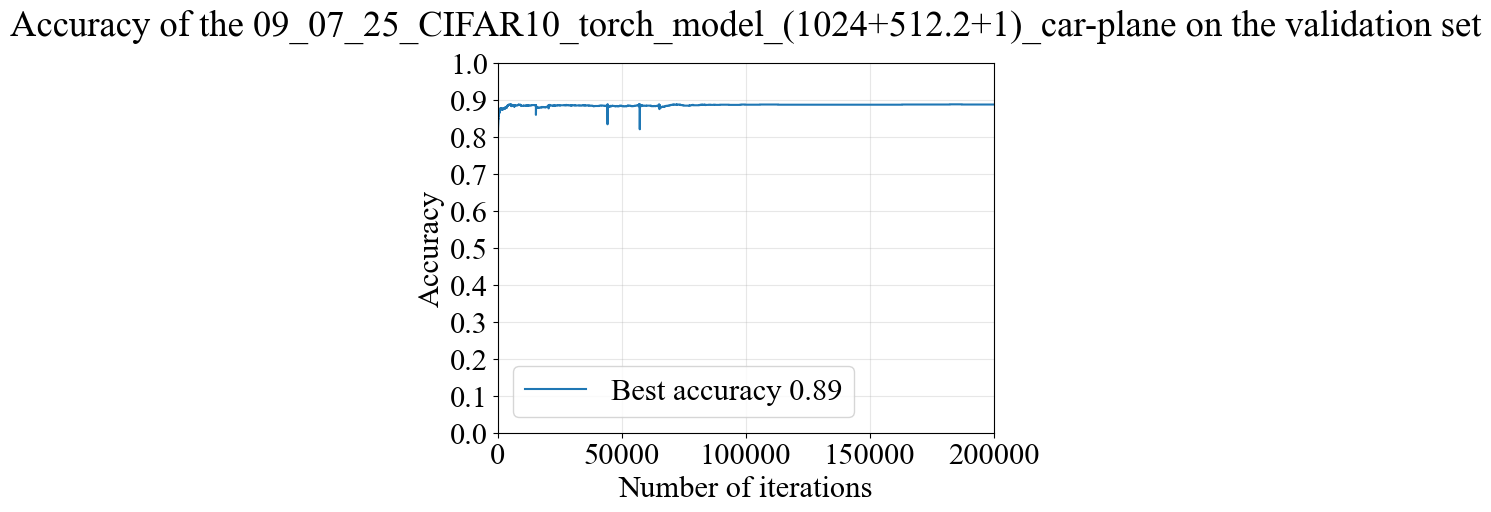 Accuracy of the 09_07_25_CIFAR10_torch_model_(1024+512.2+1)_car-plane on the validation set
1.0
0.9
0.8
0.7
0.6
0.5
0.4
0.3
0.2
0.1
0.0
Accuracy
Best accuracy 0.89
0 50000 100000 150000 200000
Number of iterations